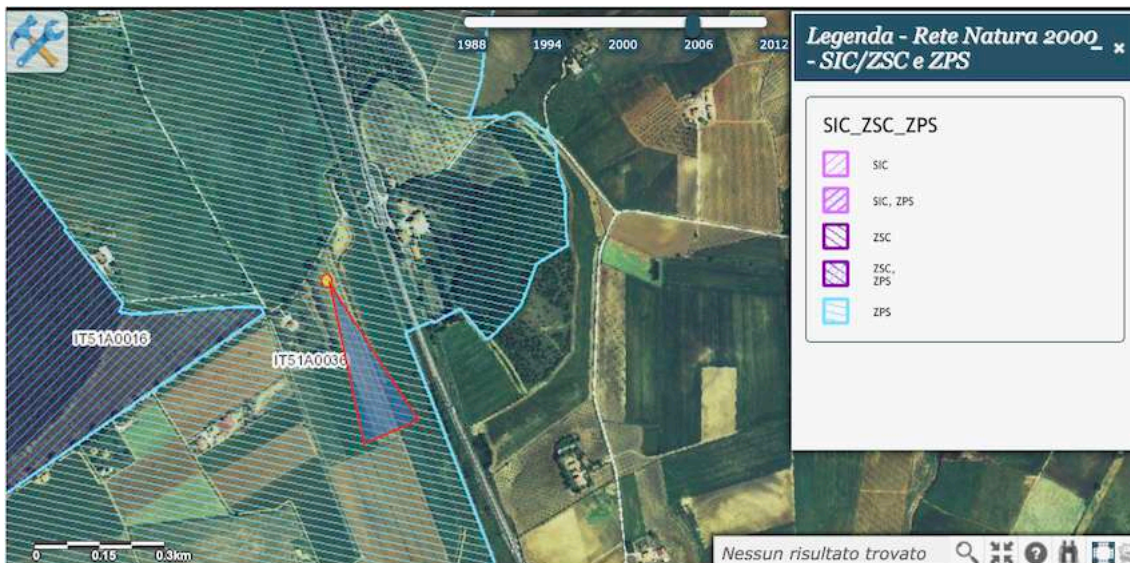 1988 1994 2000 2006 2012
Legenda - Rete Natura 2000
- SIC/ZSC e ZPS
SIC_ZSC_ZPS
SIC
SIC, ZPS
ZSC
ZSC,
ZPS
ZPS
IT51A0016
IT51A0036
0 0.15 0.3km
Nessun risultato trovato